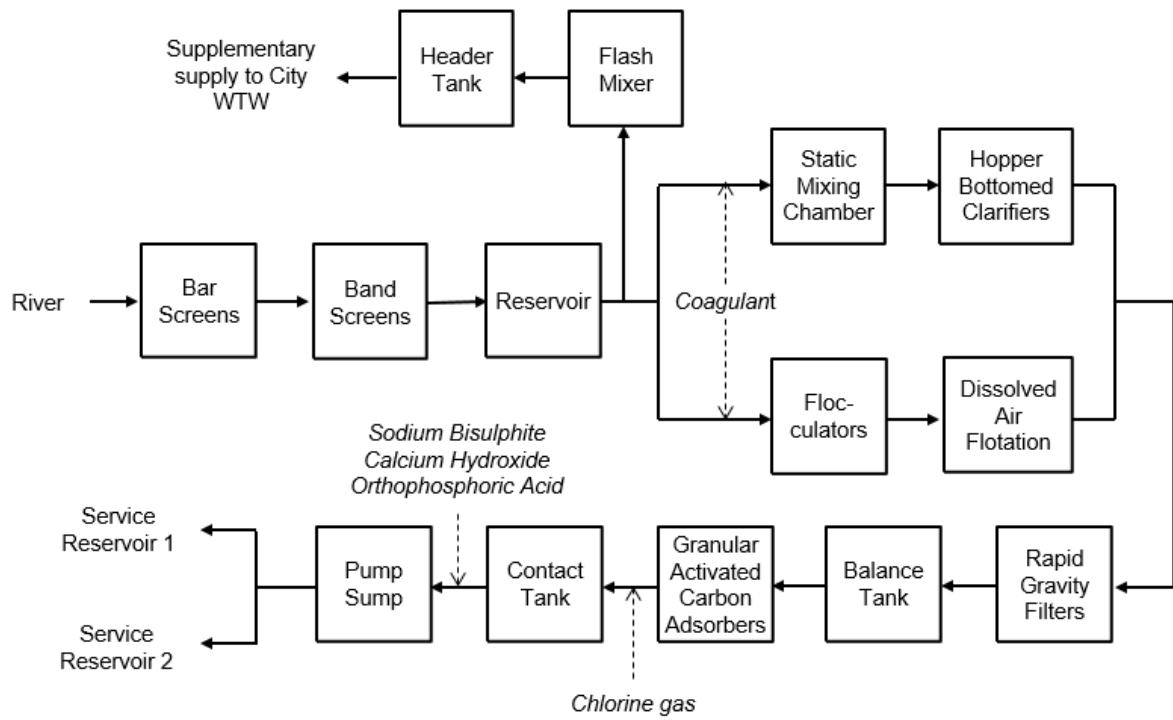 Supplementary
supply to City
WTW
Header
Tank
Flash
Mixer
Static
Mixing
Chamber
Hopper
Bottomed
Clarifiers
River
Bar
Screens
Band
Screens
Reservoir
Coagulant
Floc-
culators
Dissolved
Air
Flotation
Sodium Bisulphite
Calcium Hydroxide
Orthophosphoric Acid
Service
Reservoir 1
Service
Reservoir 2
Pump
Sump
Contact
Tank
Granular
Activated
Carbon
Adsorbers
Balance
Tank
Rapid
Gravity
Filters
Chlorine gas